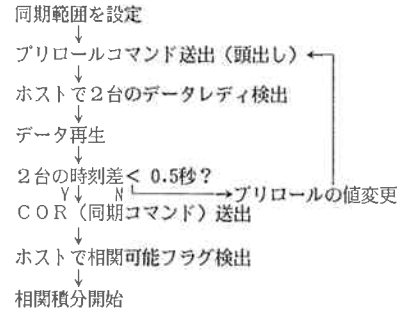 同期範囲を設定
↓
プリロールコマンド送出（頭出し）←
↓
ホストで２台のデータレディ検出
↓
データ再生
↓
２台の時刻差＜ 0.5秒？
Y↓ N →プリロールの値変更
ＣＯＲ（同期コマンド）送出
↓
ホストで相関可能フラグ検出
↓
相関積分開始